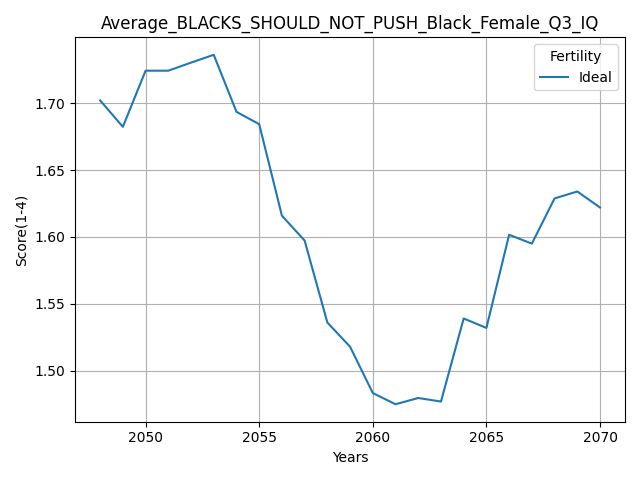 Average_BLACKS_SHOULD_NOT_PUSH_Black_Female_Q3_IQ
Fertility
Ideal
1.70
1.65
1.60
1.55
1.50
Score(1-4)
2050
2055
2060
2065
2070
Years